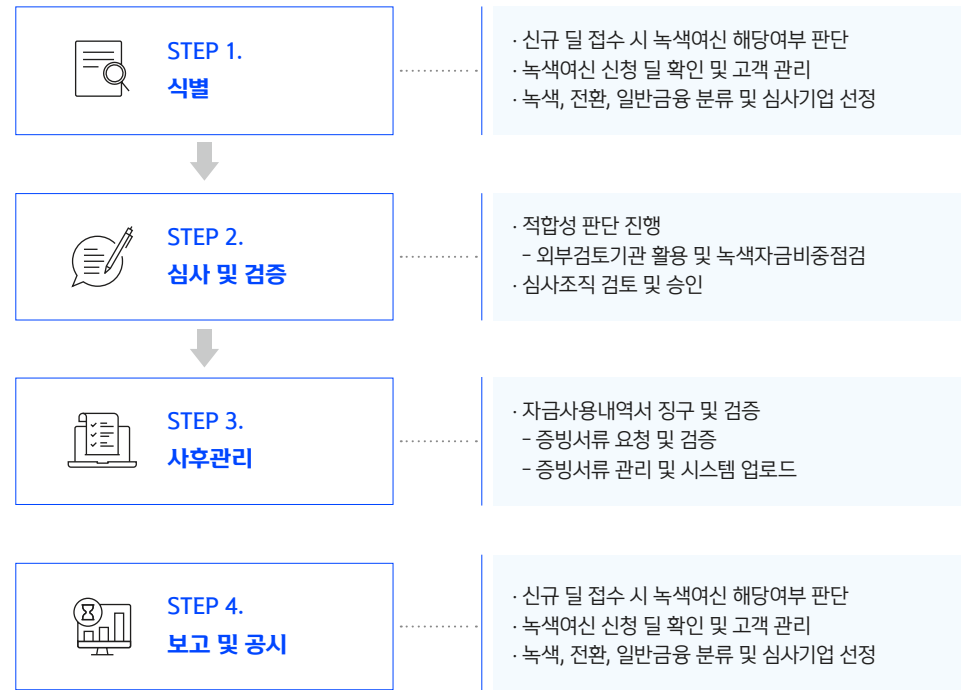 STEP 1.
식별
· 신규 딜 접수 시 녹색여신 해당여부 판단
· 녹색여신 신청 딜 확인 및 고객 관리
· 녹색, 전환, 일반금융 분류 및 심사기업 선정
STEP 2.
심사 및 검증
· 적합성 판단 진행
– 외부검토기관 활용 및 녹색자금비중점검
· 심사조직 검토 및 승인
STEP 3.
사후관리
· 자금사용내역서 징구 및 검증
– 증빙서류 요청 및 검증
– 증빙서류 관리 및 시스템 업로드
STEP 4.
보고 및 공시
· 신규 딜 접수 시 녹색여신 해당여부 판단
· 녹색여신 신청 딜 확인 및 고객 관리
· 녹색, 전환, 일반금융 분류 및 심사기업 선정